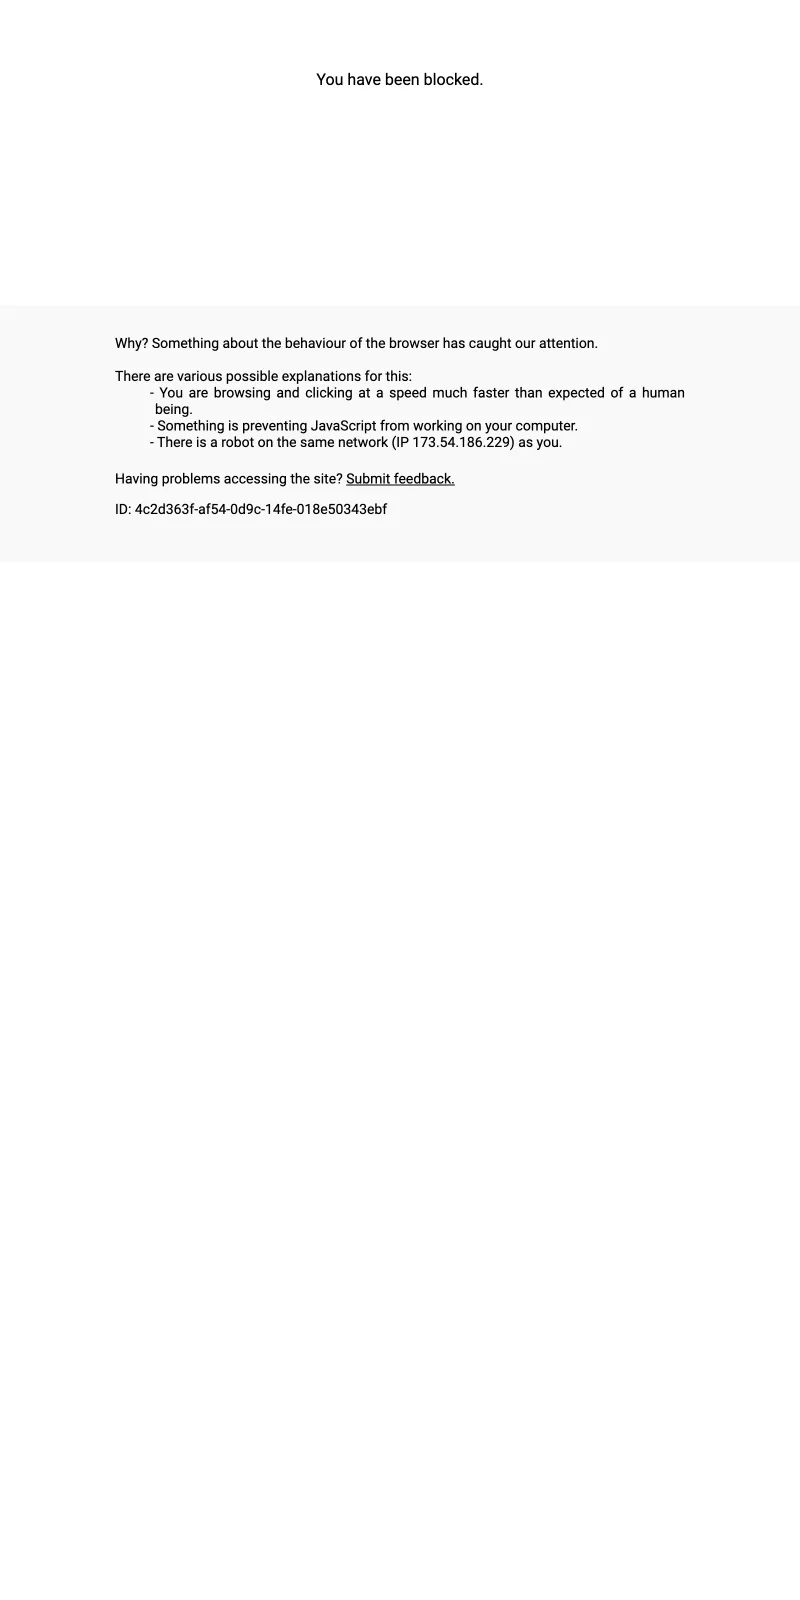 You have been blocked.
Why? Something about the behaviour of the browser has caught our attention.
There are various possible explanations for this:
- You are browsing and clicking at a speed much faster than expected of a human
being.
- Something is preventing JavaScript from working on your computer.
- There is a robot on the same network (IP 173.54.186.229) as you.
Having problems accessing the site? Submit feedback.
ID: 4c2d363f-af54-0d9c-14fe-018e50343ebf